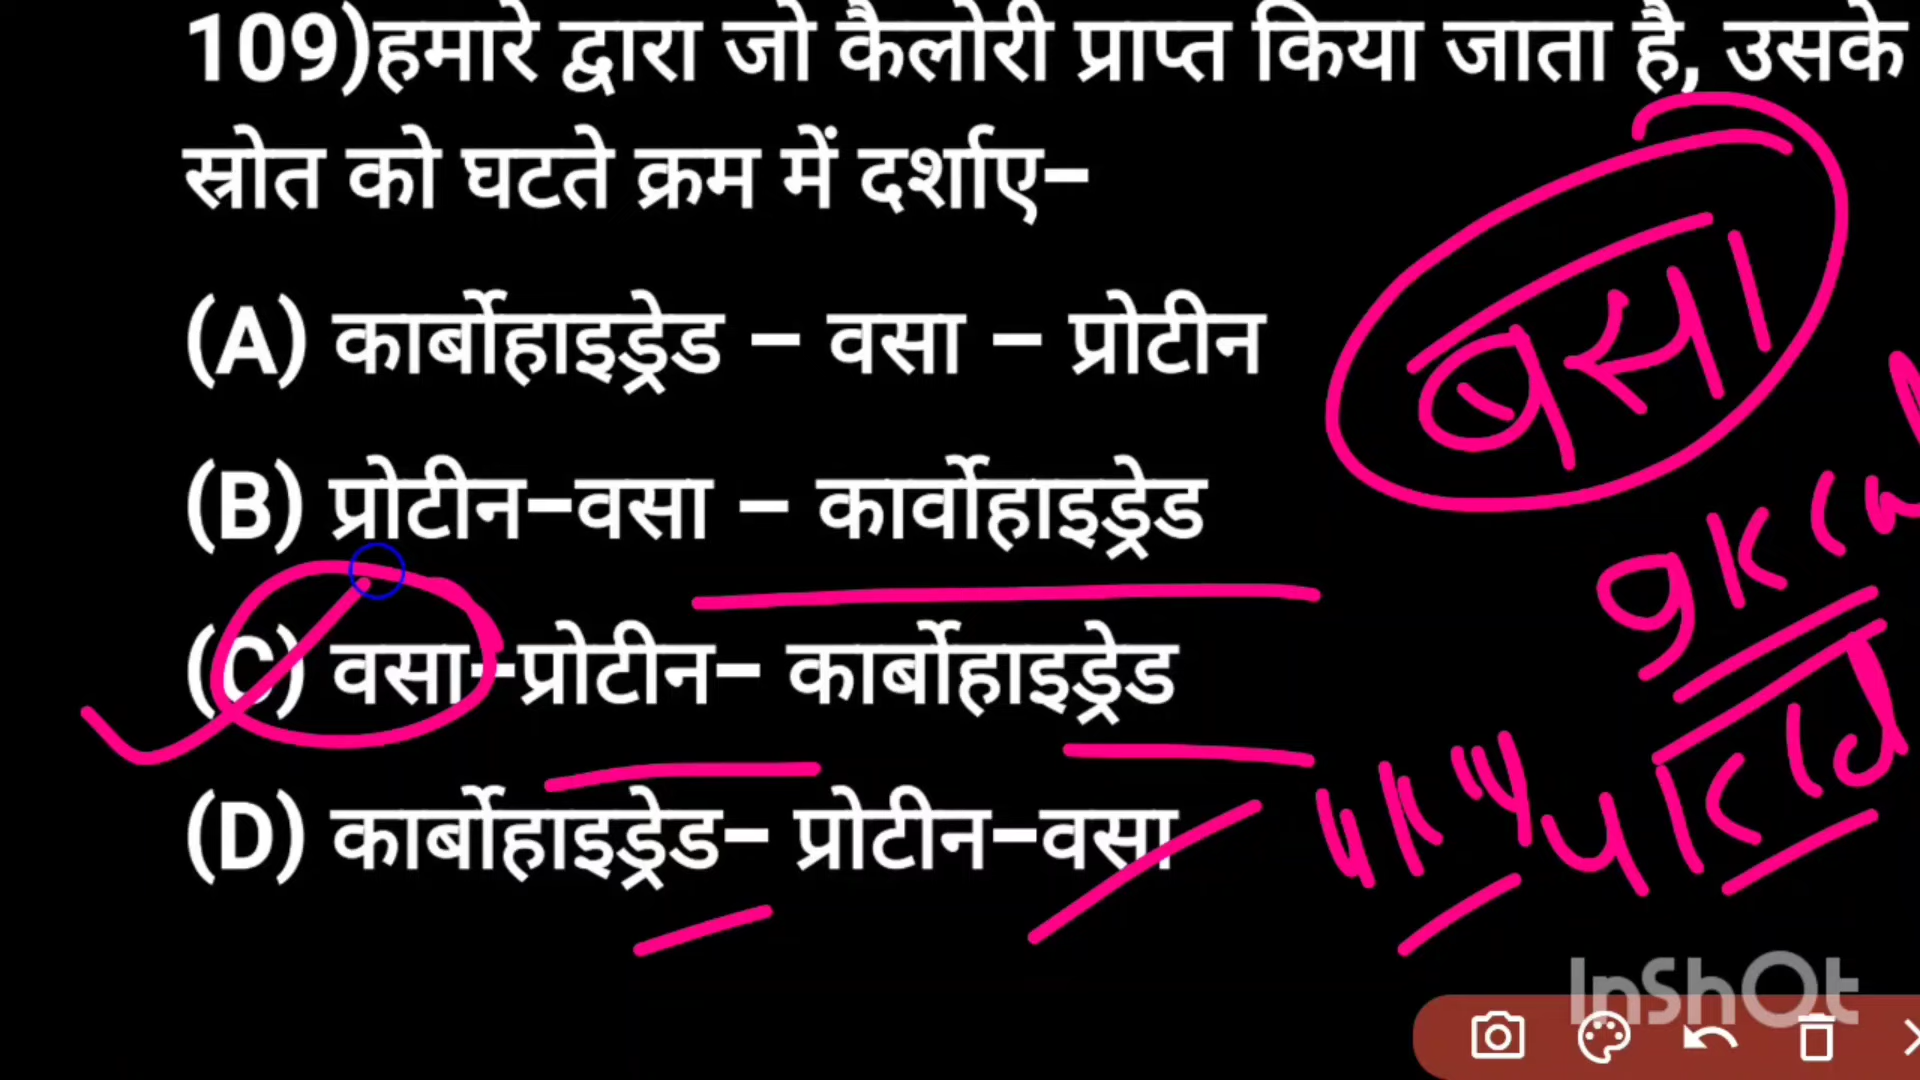 109)हमारे द्वारा जो कैलोरी प्राप्त किया जाता है, उसके
स्रोत को घटते क्रम में दर्शाए–
(A) कार्बोहाइड्रेड – वसा – प्रोटीन
(B) प्रोटीन–वसा – कार्वोहाइड्रेड
(C) वसा–प्रोटीन– कार्बोहाइड्रेड
(D) कार्बोहाइड्रेड– प्रोटीन–वसा
वसा
InShOt